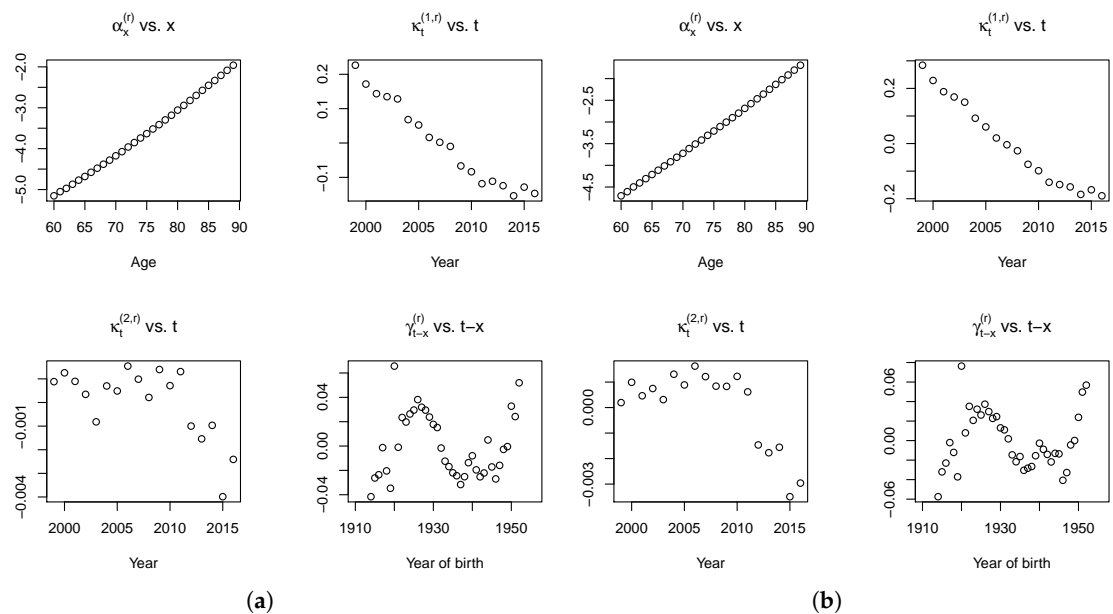 α_x^(r) vs. x
κ_t^(1,r) vs. t
α_x^(r) vs. x
κ_t^(1,r) vs. t
−2.0
−3.0
−4.0
−5.0
60 65 70 75 80 85 90
Age
0.2
0.1
−0.1
2000 2005 2010 2015
Year
−2.5
−3.5
−4.5
60 65 70 75 80 85 90
Age
0.2
0.0
−0.2
2000 2005 2010 2015
Year
κ_t^(2,r) vs. t
γ_t−x^(r) vs. t−x
κ_t^(2,r) vs. t
γ_t−x^(r) vs. t−x
−0.001
−0.004
2000 2005 2010 2015
Year
0.04
0.00
−0.04
1910 1930 1950
Year of birth
0.000
−0.003
2000 2005 2010 2015
Year
0.06
0.00
−0.06
1910 1930 1950
Year of birth
(a)
(b)